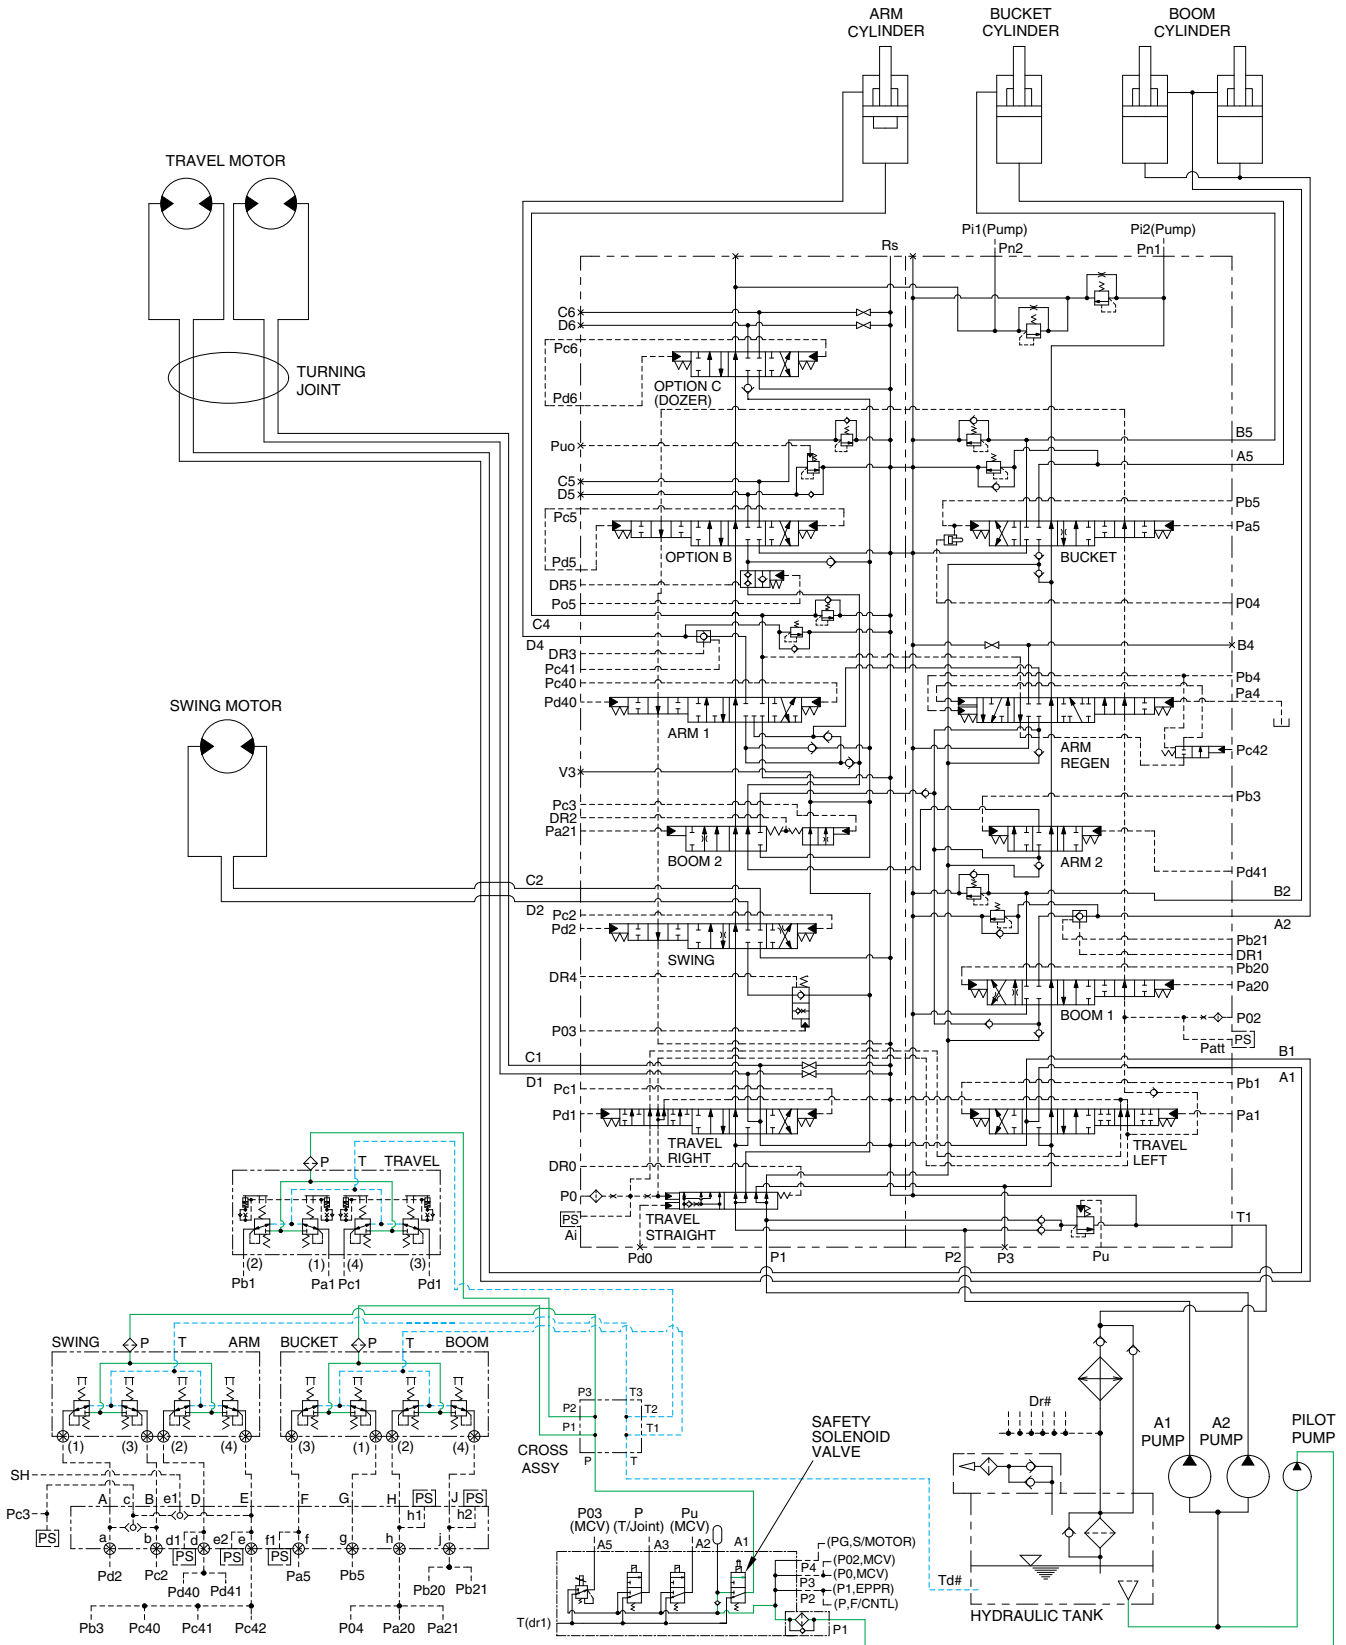 ARM
CYLINDER
BUCKET
CYLINDER
BOOM
CYLINDER
TRAVEL MOTOR
TURNING
JOINT
SWING MOTOR
Rs
Pi1(Pump)
Pn2
Pi2(Pump)
Pn1
C6
D6
Pc6
Pd6
OPTION C
(DOZER)
Puo
C5
D5
Pc5
Pd5
OPTION B
DR5
Po5
C4
D4
DR3
Pc41
Pc40
Pd40
ARM 1
V3
Pc3
DR2
Pa21
BOOM 2
C2
D2
Pc2
Pd2
SWING
DR4
P03
C1
D1
Pc1
Pd1
TRAVEL
RIGHT
DR0
P0
PS
Ai
TRAVEL
STRAIGHT
Pd0
P1
P2
P3
Pu
T1
B5
A5
Pb5
Pa5
BUCKET
P04
B4
Pb4
Pa4
ARM
REGEN
Pc42
Pb3
ARM 2
Pd41
B2
A2
Pb21
DR1
Pb20
Pa20
BOOM 1
P02
PS
Patt
B1
A1
Pb1
Pa1
TRAVEL
LEFT
P
T
TRAVEL
(2)
(1)
(4)
(3)
Pb1
Pa1
Pc1
Pd1
SWING
P
T
ARM
BUCKET
P
T
BOOM
(1)
(3)
(2)
(4)
(3)
(1)
(2)
(4)
SH
Pc3
PS
A
c
B
e1
D
E
F
G
H
PS
h1
J
PS
h2
a
b
d1
d
PS
e2
e
PS
f1
f
PS
g
h
j
Pd2
Pc2
Pd40
Pd41
Pa5
Pb5
Pb20
Pb21
Pb3
Pc40
Pc41
Pc42
P04
Pa20
Pa21
P3
T3
P2
T2
P1
T1
P
T
CROSS
ASSY
SAFETY
SOLENOID
VALVE
P03
(MCV)
P
(T/Joint)
Pu
(MCV)
A5
A3
A2
A1
(PG,S/MOTOR)
P4
(P02,MCV)
(P0,MCV)
P3
(P1,EPPR)
P2
(P,F/CNTL)
P1
T(dr1)
Dr#
Td#
HYDRAULIC TANK
A1
PUMP
A2
PUMP
PILOT
PUMP